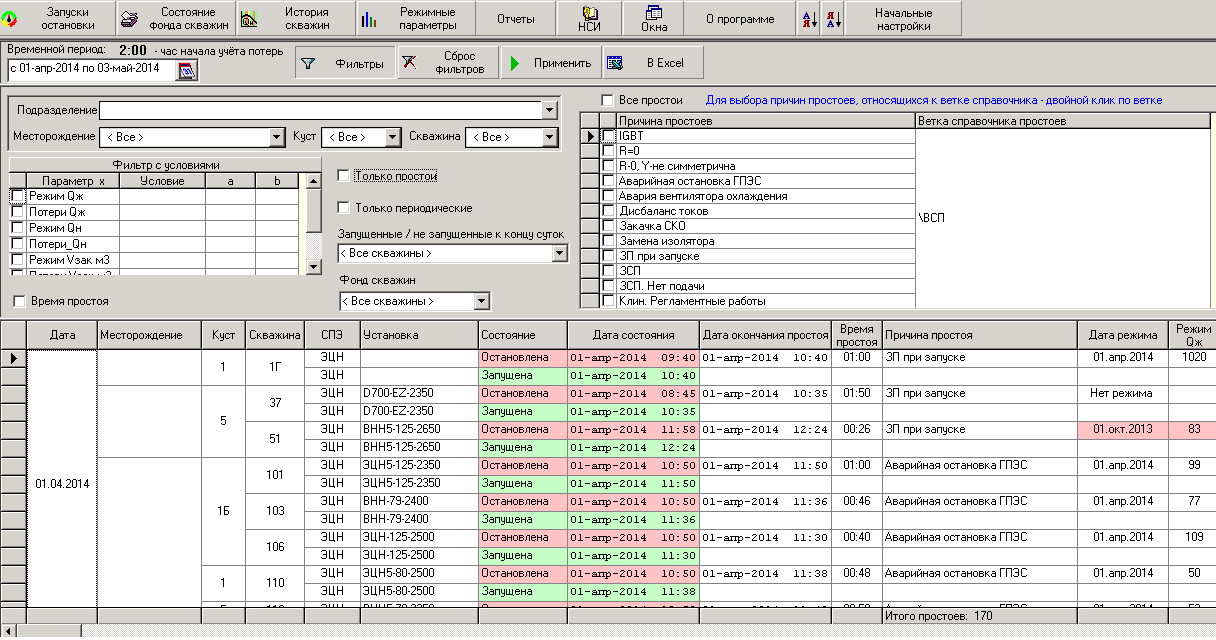 Запуски остановки
Состояние Фонда скважин
История скважин
Режимные параметры
Отчеты
НСИ
Окна
О программе
А Я
Я А
Начальные настройки
Временной период: 2:00 - час начала учёта потерь
с 01-апр-2014 по 03-май-2014
Фильтры
Сброс фильтров
Применить
В Excel
Подразделение
Месторождение < Все > Куст < Все > Скважина < Все >
Фильтр с условиями
Параметр x Условие a b
Режим Qж
Потери Qж
Режим Qн
Потери_Qн
Режим Vзак м3
Потери Vзак м3
Время простоя
Только простои
Только периодические
Запущенные / не запущенные к концу суток
< Все скважины >
Фонд скважин
< Все скважины >
Все простои Для выбора причин простоев, относящихся к ветке справочника - двойной клик по ветке
Причина простоев Ветка справочника простоев
IGBT
R=0
R-0, Y-не симметрична
Аварийная остановка ГПЭС
Авария вентилятора охлаждения
Дисбаланс токов
\ВСП
Закачка СКО
Замена изолятора
ЗП при запуске
ЗСП
ЗСП. Нет подачи
Клин. Регламентные работы
Дата Месторождение Куст Скважина СПЭ Установка Состояние Дата состояния Дата окончания простоя Время простоя Причина простоя Дата режима Режим Qж
01.04.2014 1 1Г ЭЦН Остановлена 01-апр-2014 09:40 01-апр-2014 10:40 01:00 ЗП при запуске 01.апр.2014 1020
ЭЦН Запущена 01-апр-2014 10:40
5 37 ЭЦН D700-EZ-2350 Остановлена 01-апр-2014 08:45 01-апр-2014 10:35 01:50 ЗП при запуске Нет режима
ЭЦН D700-EZ-2350 Запущена 01-апр-2014 10:35
51 ЭЦН ВНН5-125-2650 Остановлена 01-апр-2014 11:58 01-апр-2014 12:24 00:26 ЗП при запуске 01.окт.2013 83
ЭЦН ВНН5-125-2650 Запущена 01-апр-2014 12:24
1Б 101 ЭЦН ЭЦН5-125-2350 Остановлена 01-апр-2014 10:50 01-апр-2014 11:50 01:00 Аварийная остановка ГПЭС 01.апр.2014 99
ЭЦН ЭЦН5-125-2350 Запущена 01-апр-2014 11:50
103 ЭЦН ВНН-79-2400 Остановлена 01-апр-2014 10:50 01-апр-2014 11:36 00:46 Аварийная остановка ГПЭС 01.апр.2014 77
ЭЦН ВНН-79-2400 Запущена 01-апр-2014 11:36
106 ЭЦН ЭЦН-125-2500 Остановлена 01-апр-2014 10:50 01-апр-2014 11:30 00:40 Аварийная остановка ГПЭС 01.апр.2014 109
ЭЦН ЭЦН-125-2500 Запущена 01-апр-2014 11:30
1 110 ЭЦН ЭЦН5-80-2500 Остановлена 01-апр-2014 10:50 01-апр-2014 11:38 00:48 Аварийная остановка ГПЭС 01.апр.2014 50
ЭЦН ЭЦН5-80-2500 Запущена 01-апр-2014 11:38
Итого простоев: 170